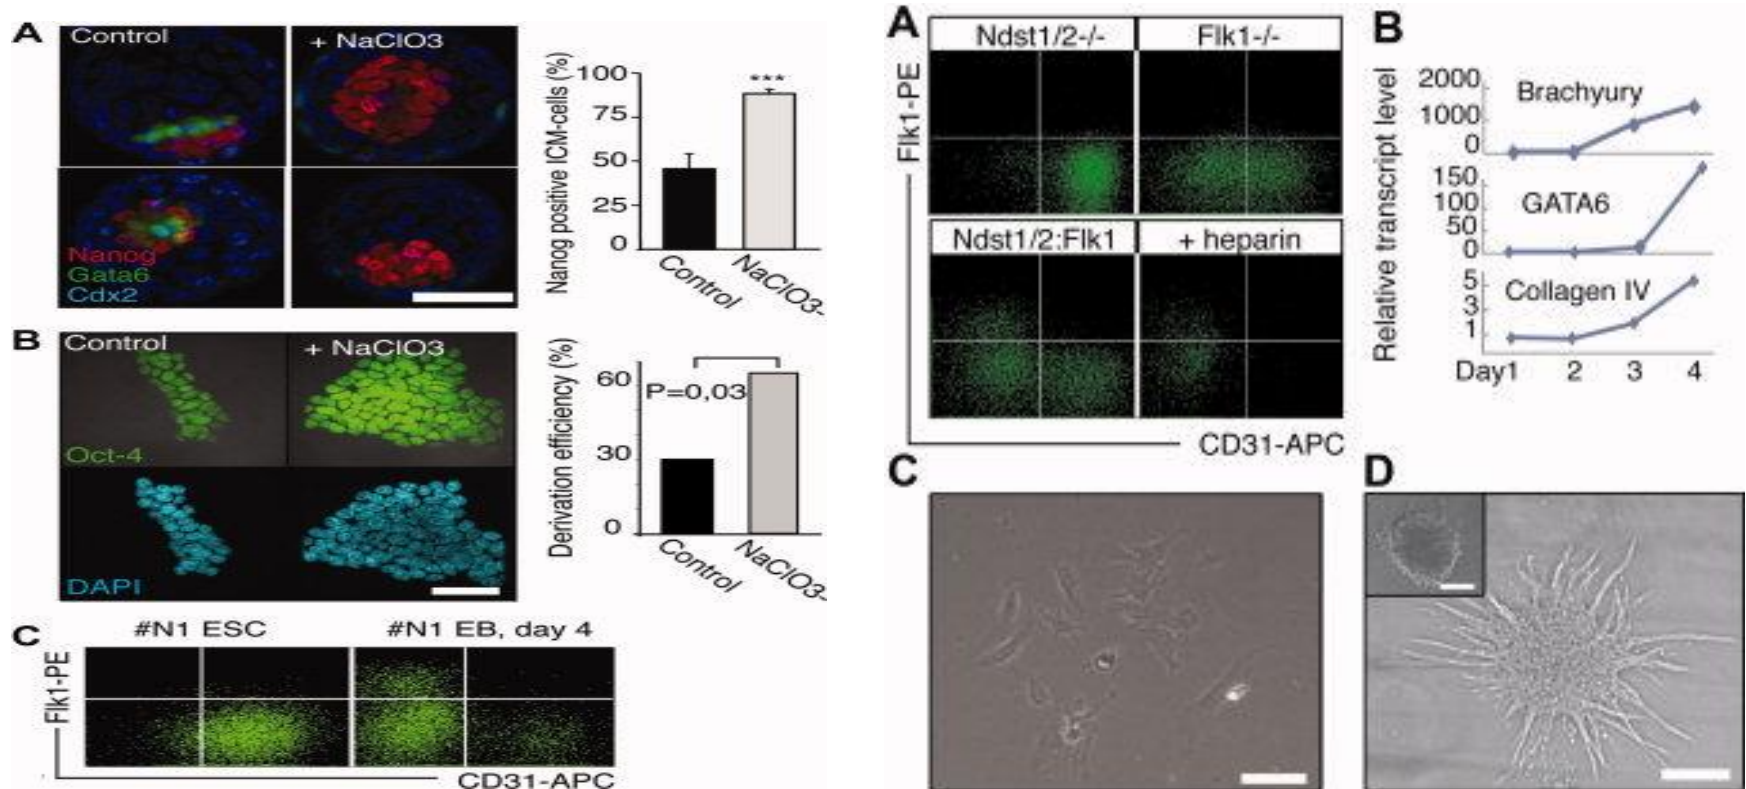 A
Control
+ NaClO3
Nanog
Gata6
Cdx2
Nanog positive ICM-cells (%)
100
75
50
25
0
***
Control
NaClO3-
B
Control
+ NaClO3
Oct-4
DAPI
Derivation efficiency (%)
60
30
0
P=0,03
Control
NaClO3-
C
#N1 ESC
#N1 EB, day 4
Flk1-PE
CD31-APC
A
Ndst1/2-/-
Flk1-/-
Ndst1/2:Flk1
+ heparin
Flk1-PE
CD31-APC
B
Relative transcript level
2000
1000
0
Brachyury
150
100
50
0
GATA6
5
3
1
Collagen IV
Day1 2 3 4
C
D